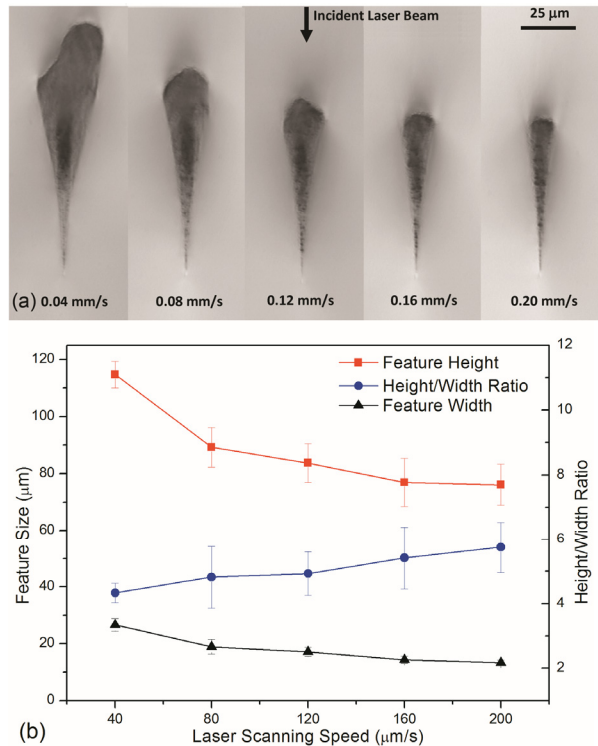 Incident Laser Beam
25 μm
(a)
0.04 mm/s
0.08 mm/s
0.12 mm/s
0.16 mm/s
0.20 mm/s
120
100
80
60
40
20
0
Feature Size (μm)
Feature Height
Height/Width Ratio
Feature Width
12
10
8
6
4
2
Height/Width Ratio
40
80
120
160
200
Laser Scanning Speed (μm/s)
(b)